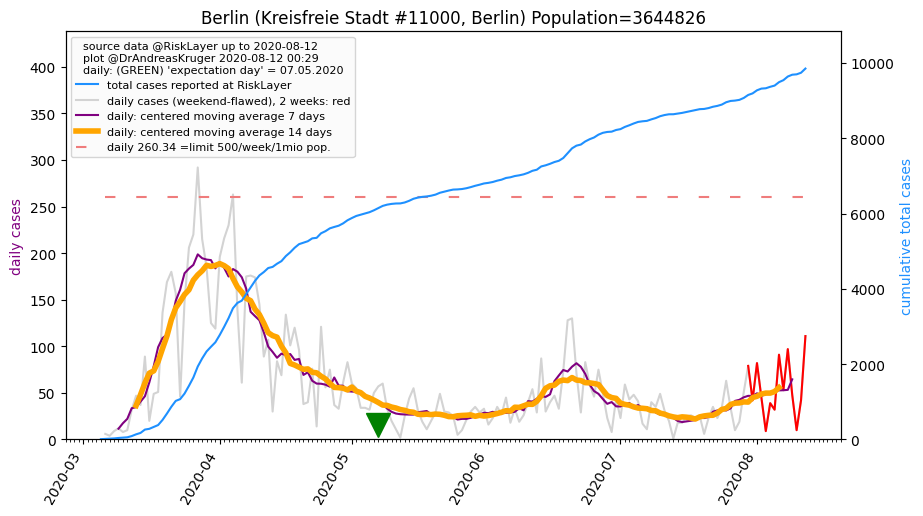 Berlin (Kreisfreie Stadt #11000, Berlin) Population=3644826
source data @RiskLayer up to 2020-08-12
plot @DrAndreasKruger 2020-08-12 00:29
daily: (GREEN) 'expectation day' = 07.05.2020
total cases reported at RiskLayer
daily cases (weekend-flawed), 2 weeks: red
daily: centered moving average 7 days
daily: centered moving average 14 days
daily 260.34 =limit 500/week/1mio pop.
daily cases
400
350
300
250
200
150
100
50
0
cumulative total cases
10000
8000
6000
4000
2000
0
2020-03
2020-04
2020-05
2020-06
2020-07
2020-08